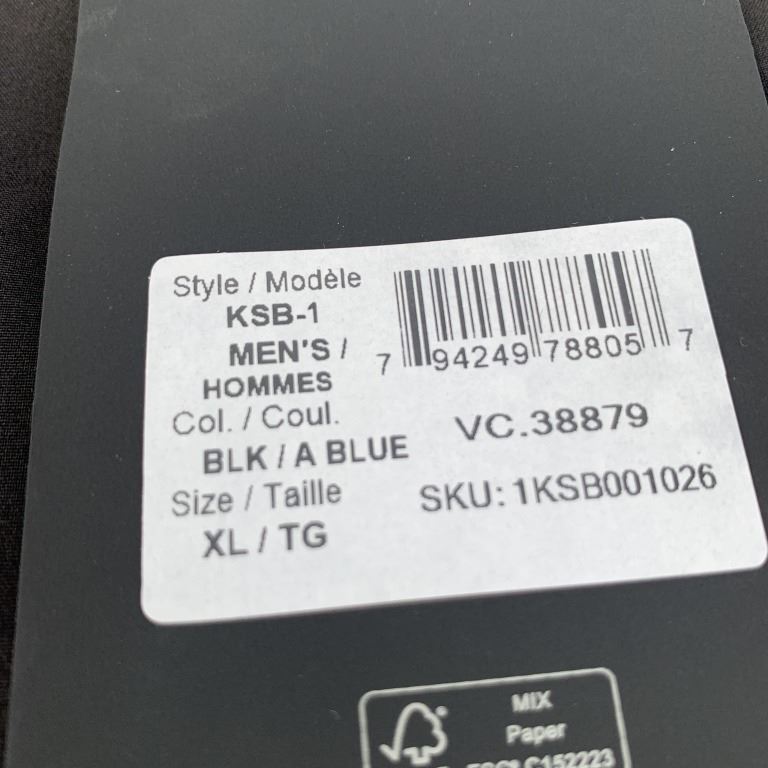 Style / Modèle
KSB-1
MEN'S /
HOMMES
Col. / Coul.
BLK / A BLUE
Size / Taille
XL / TG
7 94249 78805 7
VC.38879
SKU: 1KSB001026
MIX
Paper
C152223